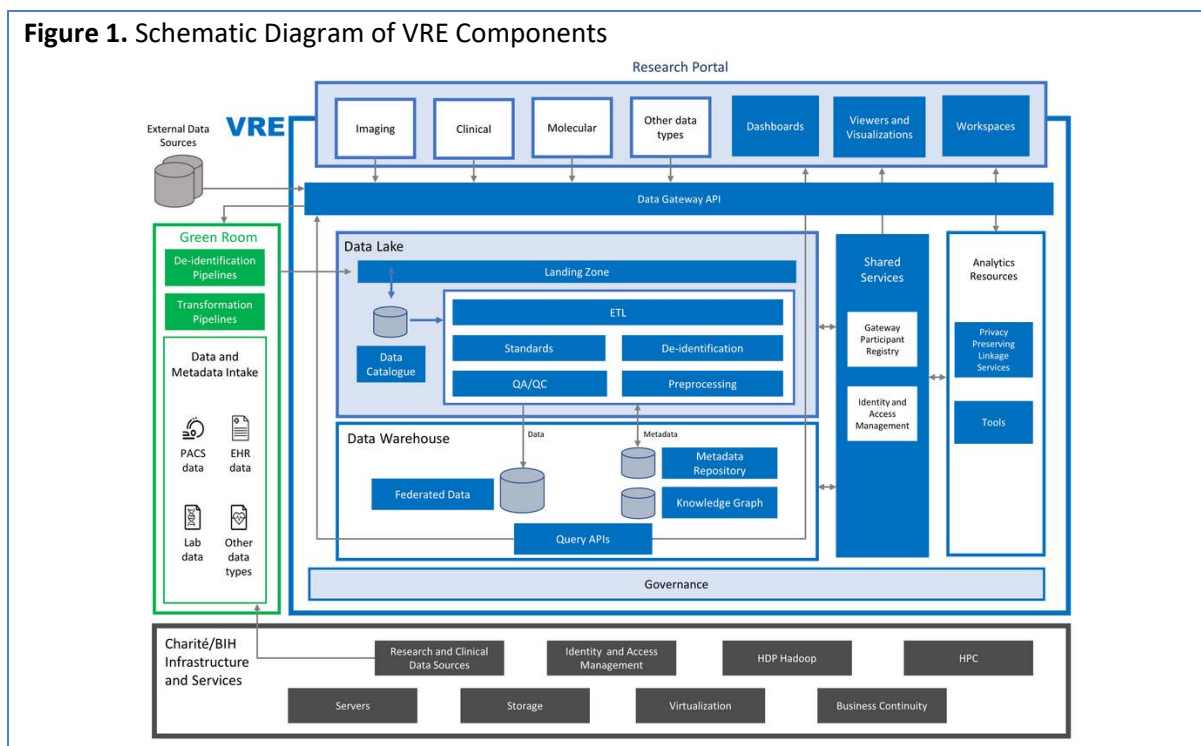 Figure 1. Schematic Diagram of VRE Components
Research Portal
External Data
Sources
VRE
Imaging
Clinical
Molecular
Other data
types
Dashboards
Viewers and
Visualizations
Workspaces
Data Gateway API
Green Room
De-identification
Pipelines
Transformation
Pipelines
Data and
Metadata Intake
PACS
data
EHR
data
Lab
data
Other
data
types
Data Lake
Landing Zone
Data
Catalogue
ETL
Standards
De-identification
QA/QC
Preprocessing
Data Warehouse
Data
Metadata
Federated Data
Metadata
Repository
Knowledge Graph
Query APIs
Shared
Services
Gateway
Participant
Registry
Identity and
Access
Management
Analytics
Resources
Privacy
Preserving
Linkage
Services
Tools
Governance
Charité/BIH
Infrastructure
and Services
Research and Clinical
Data Sources
Identity and Access
Management
HDP Hadoop
HPC
Servers
Storage
Virtualization
Business Continuity